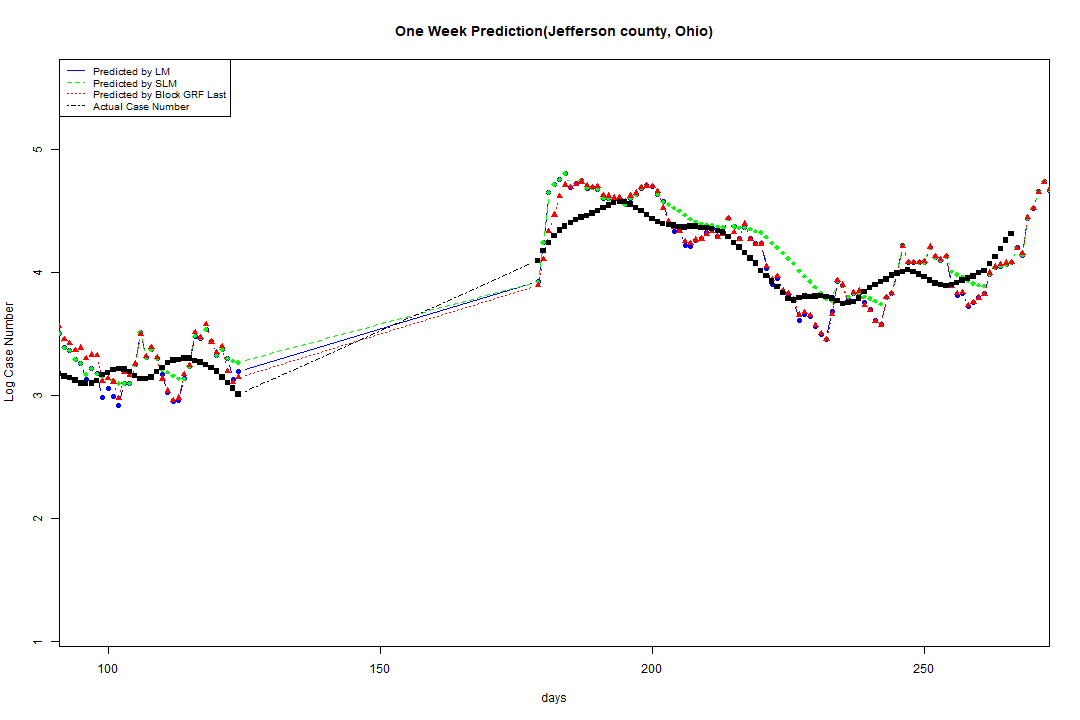 One Week Prediction(Jefferson county, Ohio)
Predicted by LM
Predicted by SLM
Predicted by Block GRF Last
Actual Case Number
Log Case Number
5
4
3
2
1
100 150 200 250
days